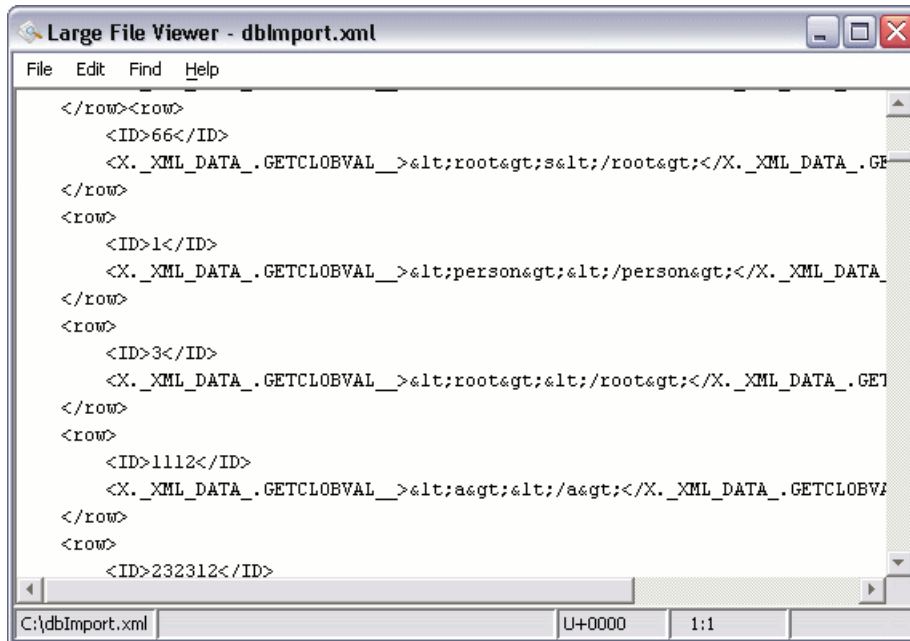 Large File Viewer - dbImport.xml
File Edit Find Help
</row><row>
<ID>66</ID>
<X._XML_DATA_.GETCLOBVAL__>&lt;root&gt;s&lt;/root&gt;</X._XML_DATA_.GE
</row>
<row>
<ID>1</ID>
<X._XML_DATA_.GETCLOBVAL__>&lt;person&gt;&lt;/person&gt;</X._XML_DATA_
</row>
<row>
<ID>3</ID>
<X._XML_DATA_.GETCLOBVAL__>&lt;root&gt;&lt;/root&gt;</X._XML_DATA_.GET
</row>
<row>
<ID>1112</ID>
<X._XML_DATA_.GETCLOBVAL__>&lt;a&gt;&lt;/a&gt;</X._XML_DATA_.GETCLOBVA
</row>
<row>
<ID>232312</ID>
C:\dbImport.xml U+0000 1:1